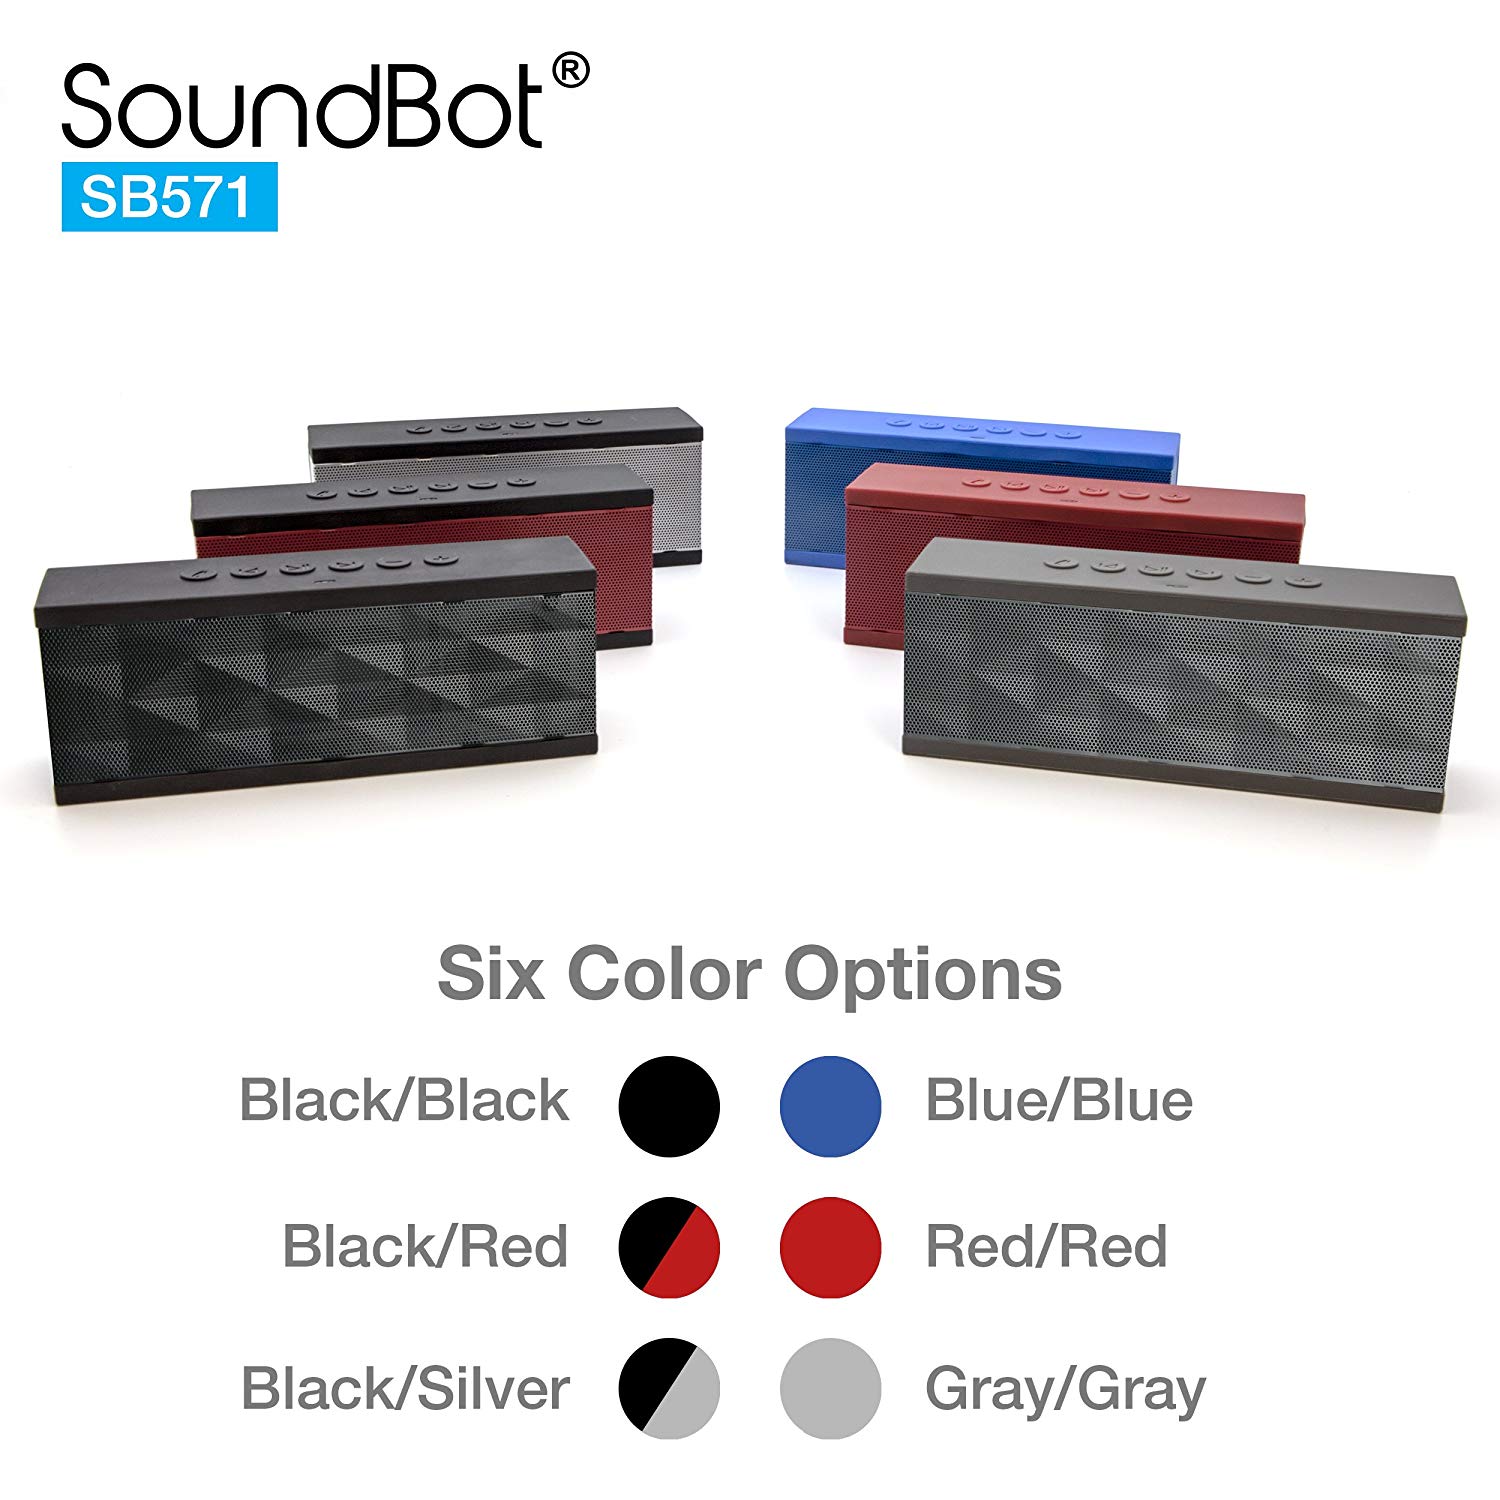 SoundBot®
SB571
Six Color Options
Black/Black
Blue/Blue
Black/Red
Red/Red
Black/Silver
Gray/Gray